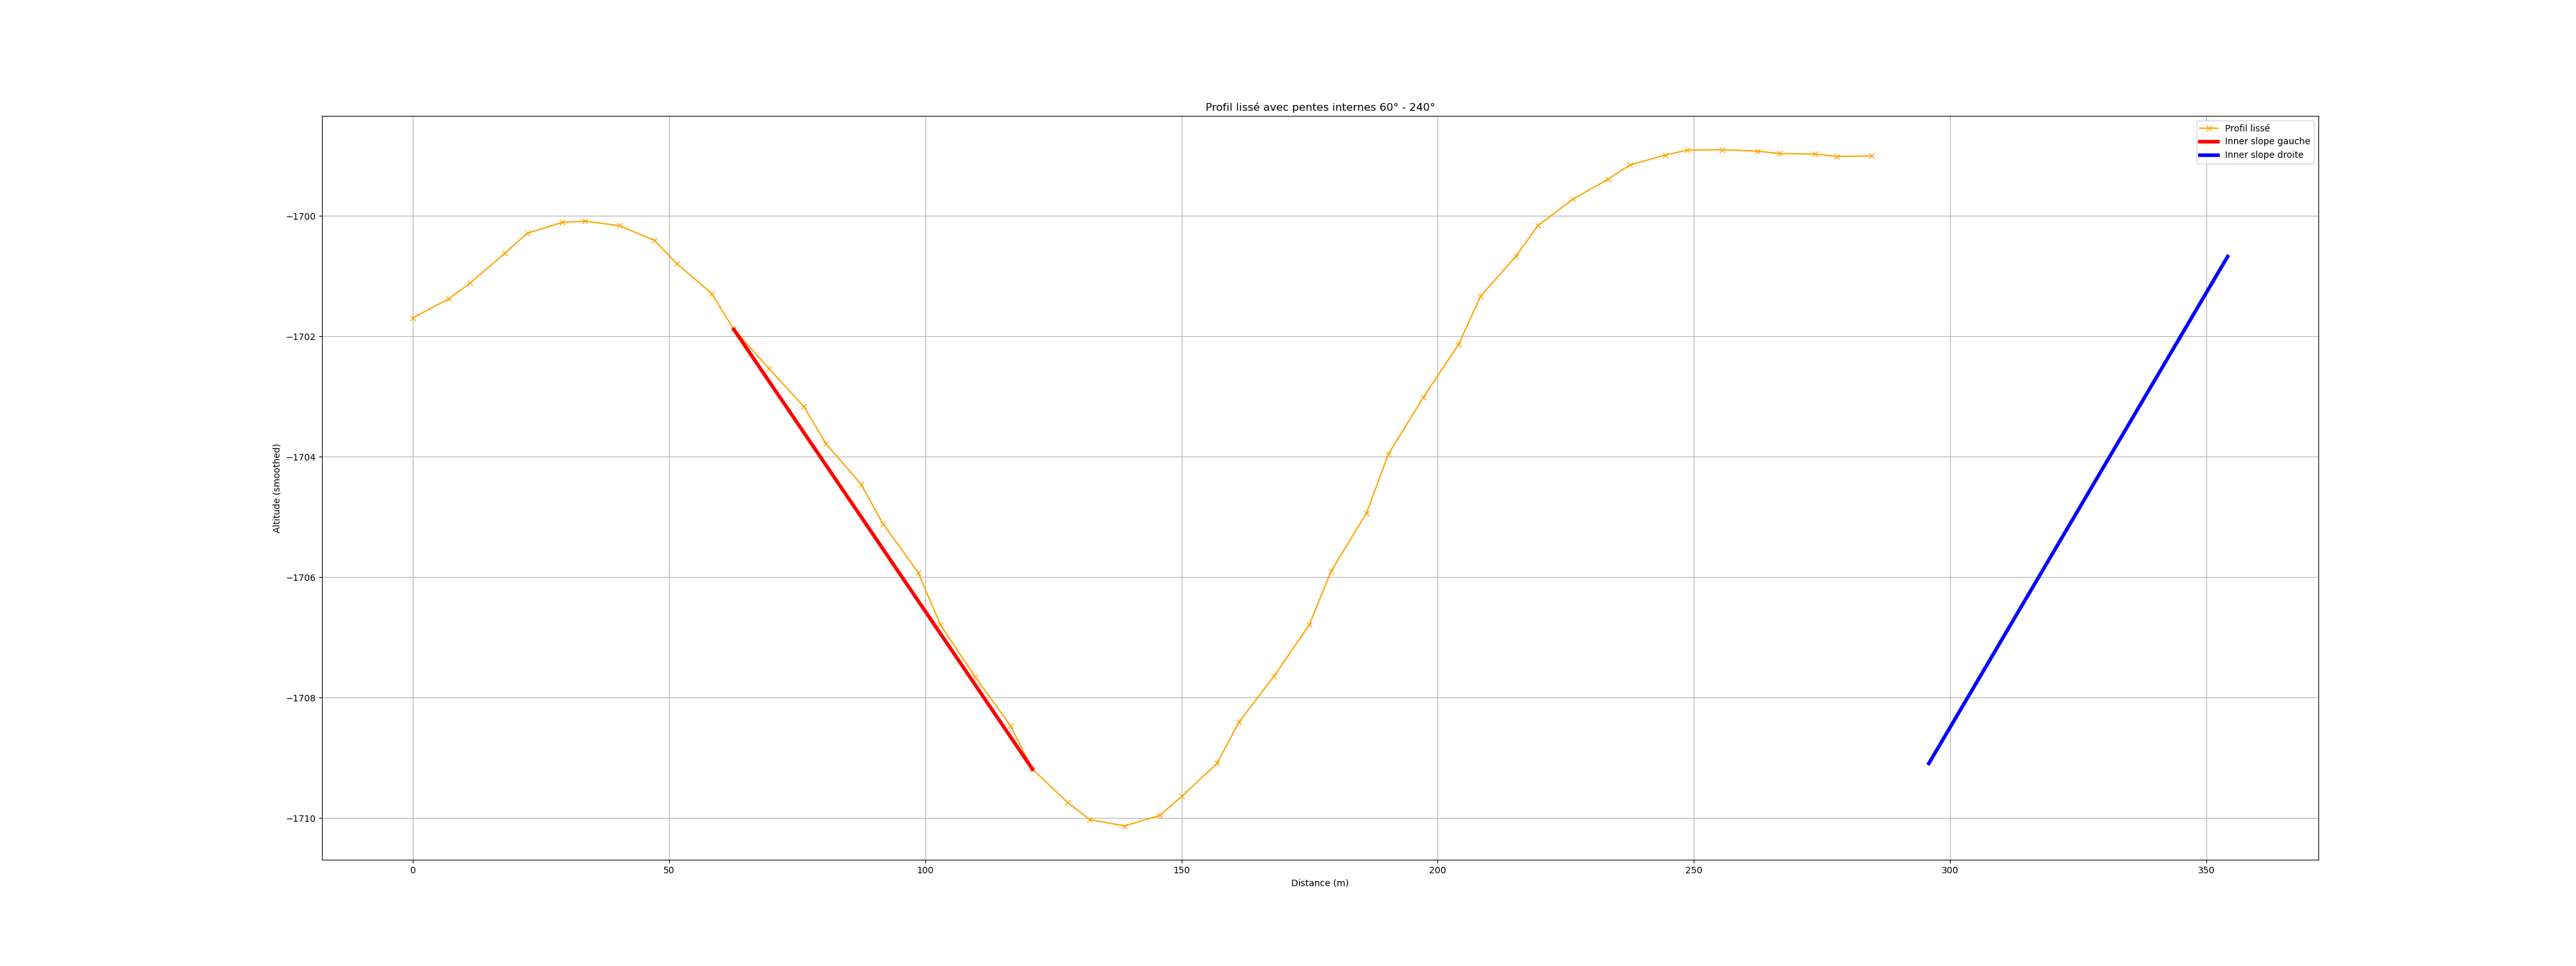 Profil lissé avec pentes internes 60° - 240°
Profil lissé
Inner slope gauche
Inner slope droite
Altitude (smoothed)
−1700
−1702
−1704
−1706
−1708
−1710
0 50 100 150 200 250 300 350
Distance (m)